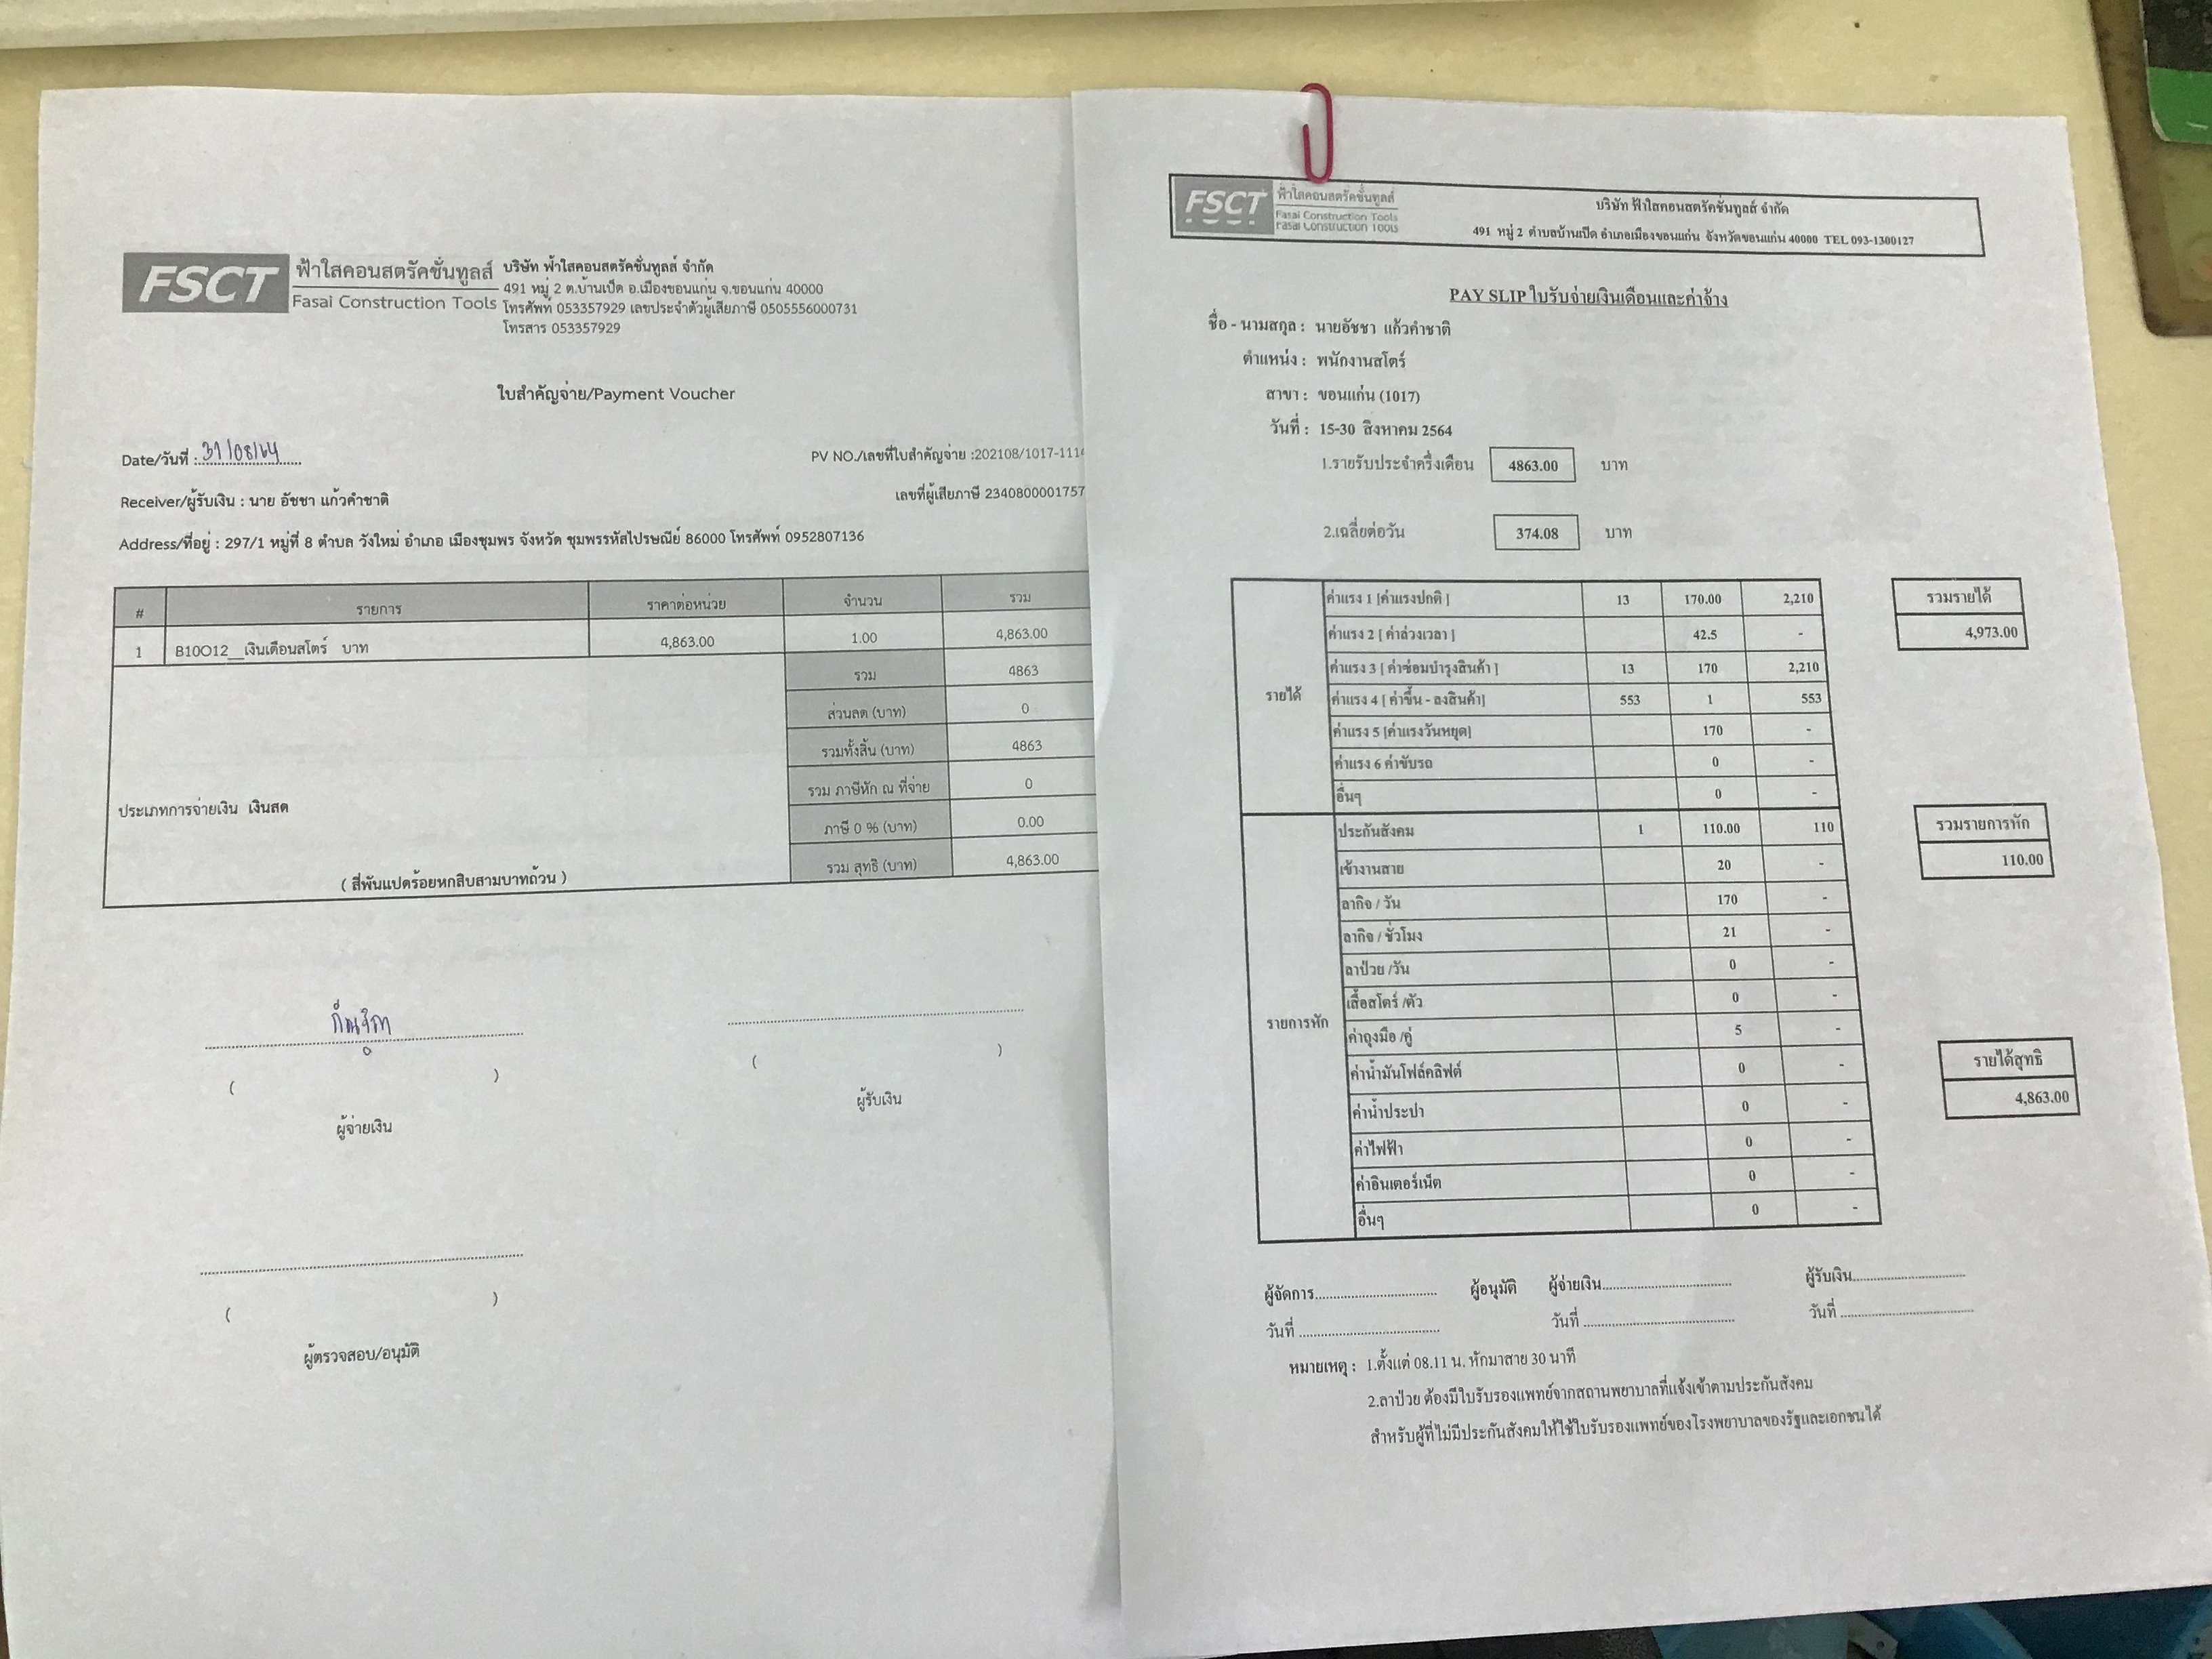 FSCT ฟ้าใสคอนสตรัคชั่นทูลส์
Fasai Construction Tools
บริษัท ฟ้าใสคอนสตรัคชั่นทูลส์ จำกัด
491 หมู่ 2 ต.บ้านเป็ด อ.เมืองขอนแก่น จ.ขอนแก่น 40000
โทรศัพท์ 053357929 เลขประจำตัวผู้เสียภาษี 0505556000731
โทรสาร 053357929
ใบสำคัญจ่าย/Payment Voucher
Date/วันที่ : 31/08/64
PV NO./เลขที่ใบสำคัญจ่าย :202108/1017-1114
Receiver/ผู้รับเงิน : นาย อัชชา แก้วคำชาติ
เลขที่ผู้เสียภาษี 2340800001757
Address/ที่อยู่ : 297/1 หมู่ที่ 8 ตำบล วังใหม่ อำเภอ เมืองชุมพร จังหวัด ชุมพรรหัสไปรษณีย์ 86000 โทรศัพท์ 0952807136
# รายการ ราคาต่อหน่วย จำนวน รวม
1 B10O12__เงินเดือนสโตร์ บาท 4,863.00 1.00 4,863.00
รวม 4863
ส่วนลด (บาท) 0
รวมทั้งสิ้น (บาท) 4863
รวม ภาษีหัก ณ ที่จ่าย 0
ประเภทการจ่ายเงิน เงินสด
ภาษี 0 % (บาท) 0.00
รวม สุทธิ (บาท) 4,863.00
( สี่พันแปดร้อยหกสิบสามบาทถ้วน )
( )
ผู้จ่ายเงิน
( )
ผู้รับเงิน
( )
ผู้ตรวจสอบ/อนุมัติ
FSCT ฟ้าใสคอนสตรัคชั่นทูลส์
Fasai Construction Tools
Fasai Construction Tools
บริษัท ฟ้าใสคอนสตรัคชั่นทูลส์ จำกัด
491 หมู่ 2 ตำบลบ้านเป็ด อำเภอเมืองขอนแก่น จังหวัดขอนแก่น 40000 TEL 093-1300127
PAY SLIP ใบรับจ่ายเงินเดือนและค่าจ้าง
ชื่อ - นามสกุล : นายอัชชา แก้วคำชาติ
ตำแหน่ง : พนักงานสโตร์
สาขา : ขอนแก่น (1017)
วันที่ : 15-30 สิงหาคม 2564
1.รายรับประจำครึ่งเดือน 4863.00 บาท
2.เฉลี่ยต่อวัน 374.08 บาท
รายได้
ค่าแรง 1 [ค่าแรงปกติ ] 13 170.00 2,210
ค่าแรง 2 [ ค่าล่วงเวลา ] 42.5 -
ค่าแรง 3 [ ค่าซ่อมบำรุงสินค้า ] 13 170 2,210
ค่าแรง 4 [ ค่าขึ้น - ลงสินค้า] 553 1 553
ค่าแรง 5 [ค่าแรงวันหยุด] 170 -
ค่าแรง 6 ค่าขับรถ 0 -
อื่นๆ 0 -
รวมรายได้
4,973.00
รายการหัก
ประกันสังคม 1 110.00 110
เข้างานสาย 20 -
ลากิจ / วัน 170 -
ลากิจ / ชั่วโมง 21 -
ลาป่วย /วัน 0 -
เสื้อสโตร์ /ตัว 0 -
ค่าถุงมือ /คู่ 5 -
ค่าน้ำมันโฟล์คลิฟต์ 0 -
ค่าน้ำประปา 0 -
ค่าไฟฟ้า 0 -
ค่าอินเตอร์เน็ต 0 -
อื่นๆ 0 -
รวมรายการหัก
110.00
รายได้สุทธิ
4,863.00
ผู้จัดการ.................... ผู้อนุมัติ ผู้จ่ายเงิน.................... ผู้รับเงิน....................
วันที่ .................... วันที่ .................... วันที่ ....................
หมายเหตุ : 1.ตั้งแต่ 08.11 น. หักมาสาย 30 นาที
2.ลาป่วย ต้องมีใบรับรองแพทย์จากสถานพยาบาลที่แจ้งเข้าตามประกันสังคม
สำหรับผู้ที่ไม่มีประกันสังคมให้ใช้ใบรับรองแพทย์ของโรงพยาบาลของรัฐและเอกชนได้